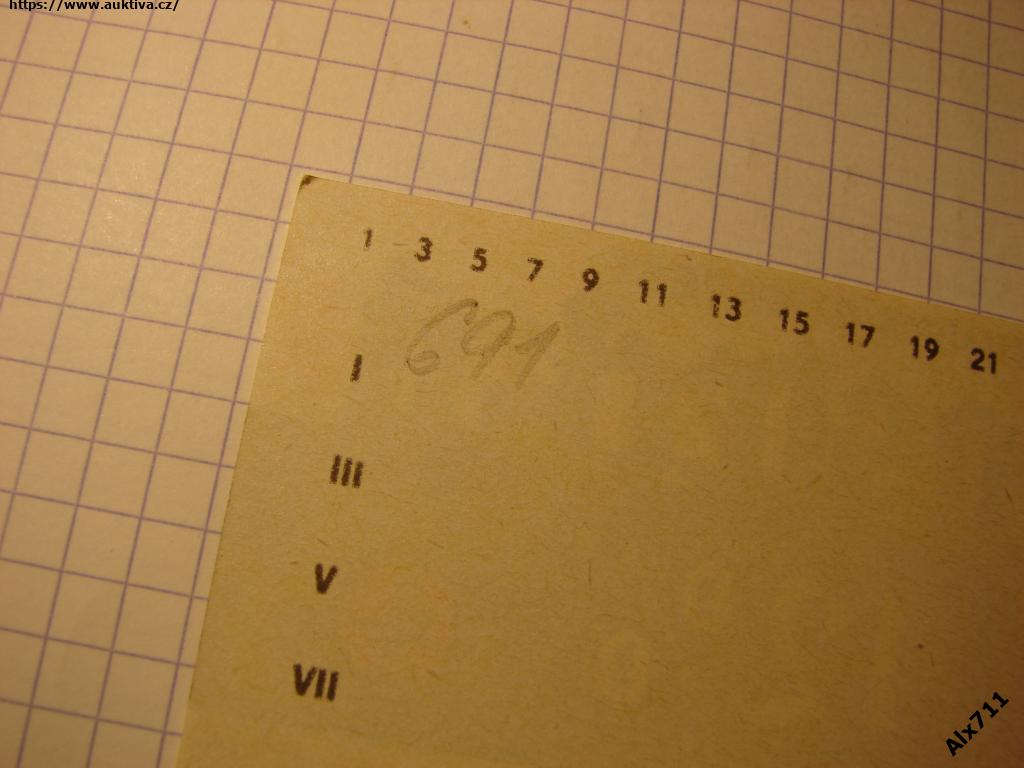 https://www.auktiva.cz/
1 3 5 7 9 11 13 15 17 19 21
691
I
III
V
VII
Alx711